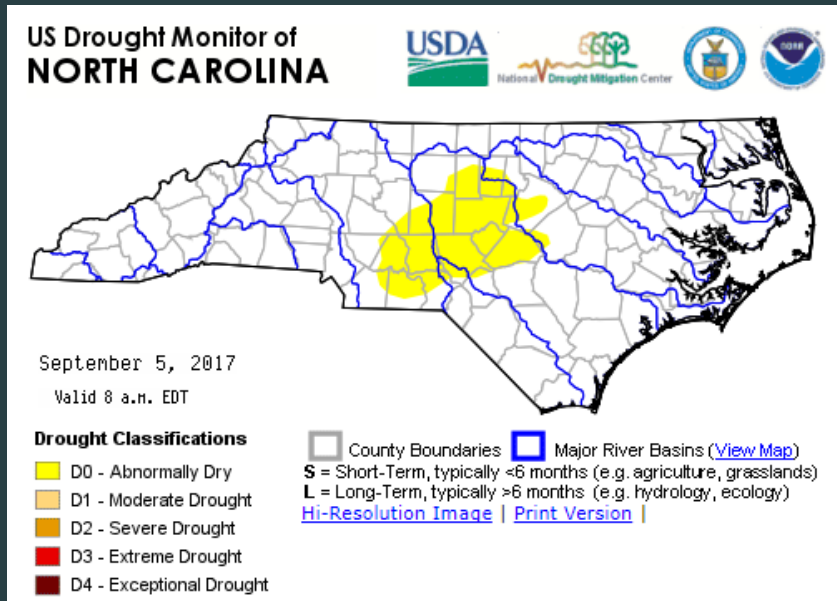 US Drought Monitor of
NORTH CAROLINA
USDA
National Drought Mitigation Center
NOAA
September 5, 2017
Valid 8 a.m. EDT
Drought Classifications
D0 - Abnormally Dry
D1 - Moderate Drought
D2 - Severe Drought
D3 - Extreme Drought
D4 - Exceptional Drought
County Boundaries Major River Basins (View Map)
S = Short-Term, typically <6 months (e.g. agriculture, grasslands)
L = Long-Term, typically >6 months (e.g. hydrology, ecology)
Hi-Resolution Image | Print Version |